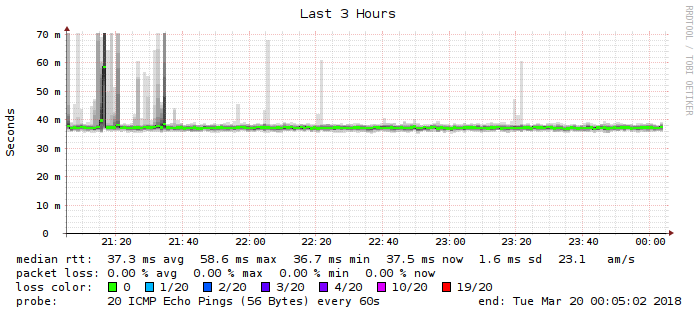 Last 3 Hours
RRDTOOL / TOBI OETIKER
Seconds
70 m
60 m
50 m
40 m
30 m
20 m
10 m
0
21:20 21:40 22:00 22:20 22:40 23:00 23:20 23:40 00:00
median rtt: 37.3 ms avg 58.6 ms max 36.7 ms min 37.5 ms now 1.6 ms sd 23.1 am/s
packet loss: 0.00 % avg 0.00 % max 0.00 % min 0.00 % now
loss color: 0 1/20 2/20 3/20 4/20 10/20 19/20
probe: 20 ICMP Echo Pings (56 Bytes) every 60s end: Tue Mar 20 00:05:02 2018